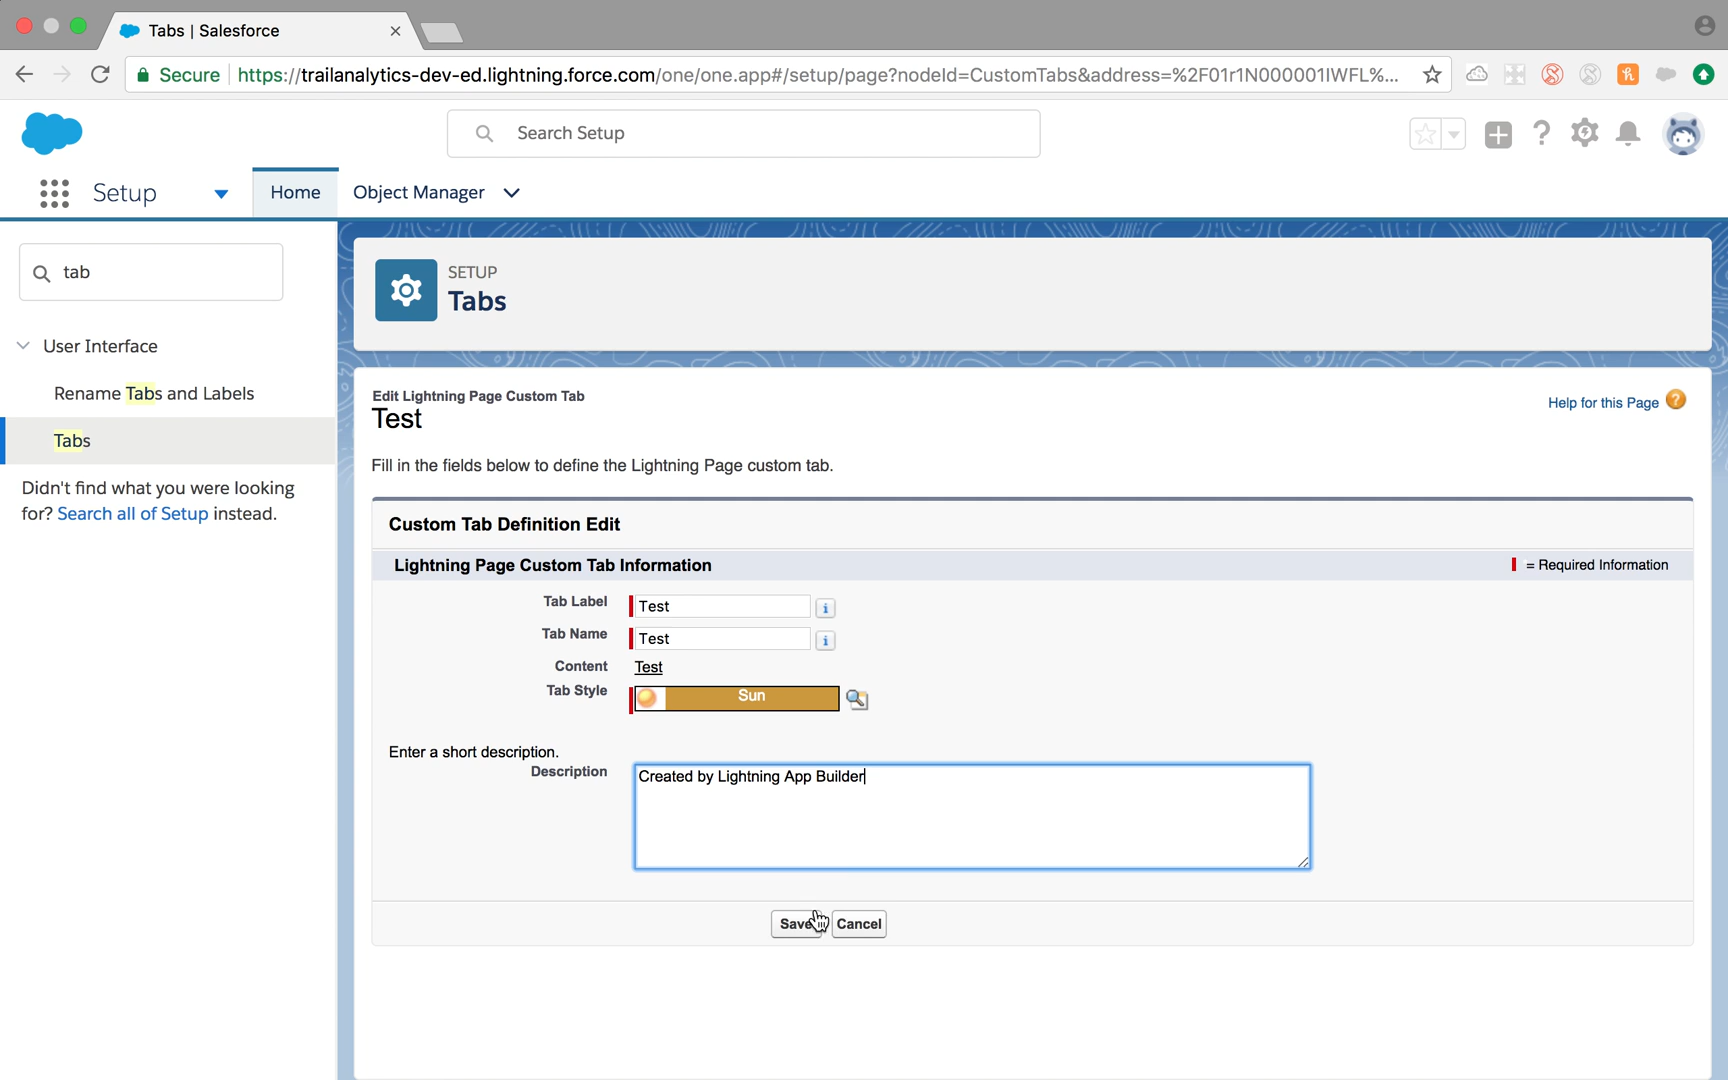 Tabs | Salesforce
Secure
https://trailanalytics-dev-ed.lightning.force.com/one/one.app#/setup/page?nodeId=CustomTabs&address=%2F01r1N000001IWFL%...
Search Setup
Setup
Home
Object Manager
tab
User Interface
Rename Tabs and Labels
Tabs
Didn't find what you were looking
for? Search all of Setup instead.
SETUP
Tabs
Edit Lightning Page Custom Tab
Test
Help for this Page
Fill in the fields below to define the Lightning Page custom tab.
Custom Tab Definition Edit
Lightning Page Custom Tab Information
= Required Information
Tab Label Test
Tab Name Test
Content Test
Tab Style Sun
Enter a short description.
Description Created by Lightning App Builder
Save Cancel